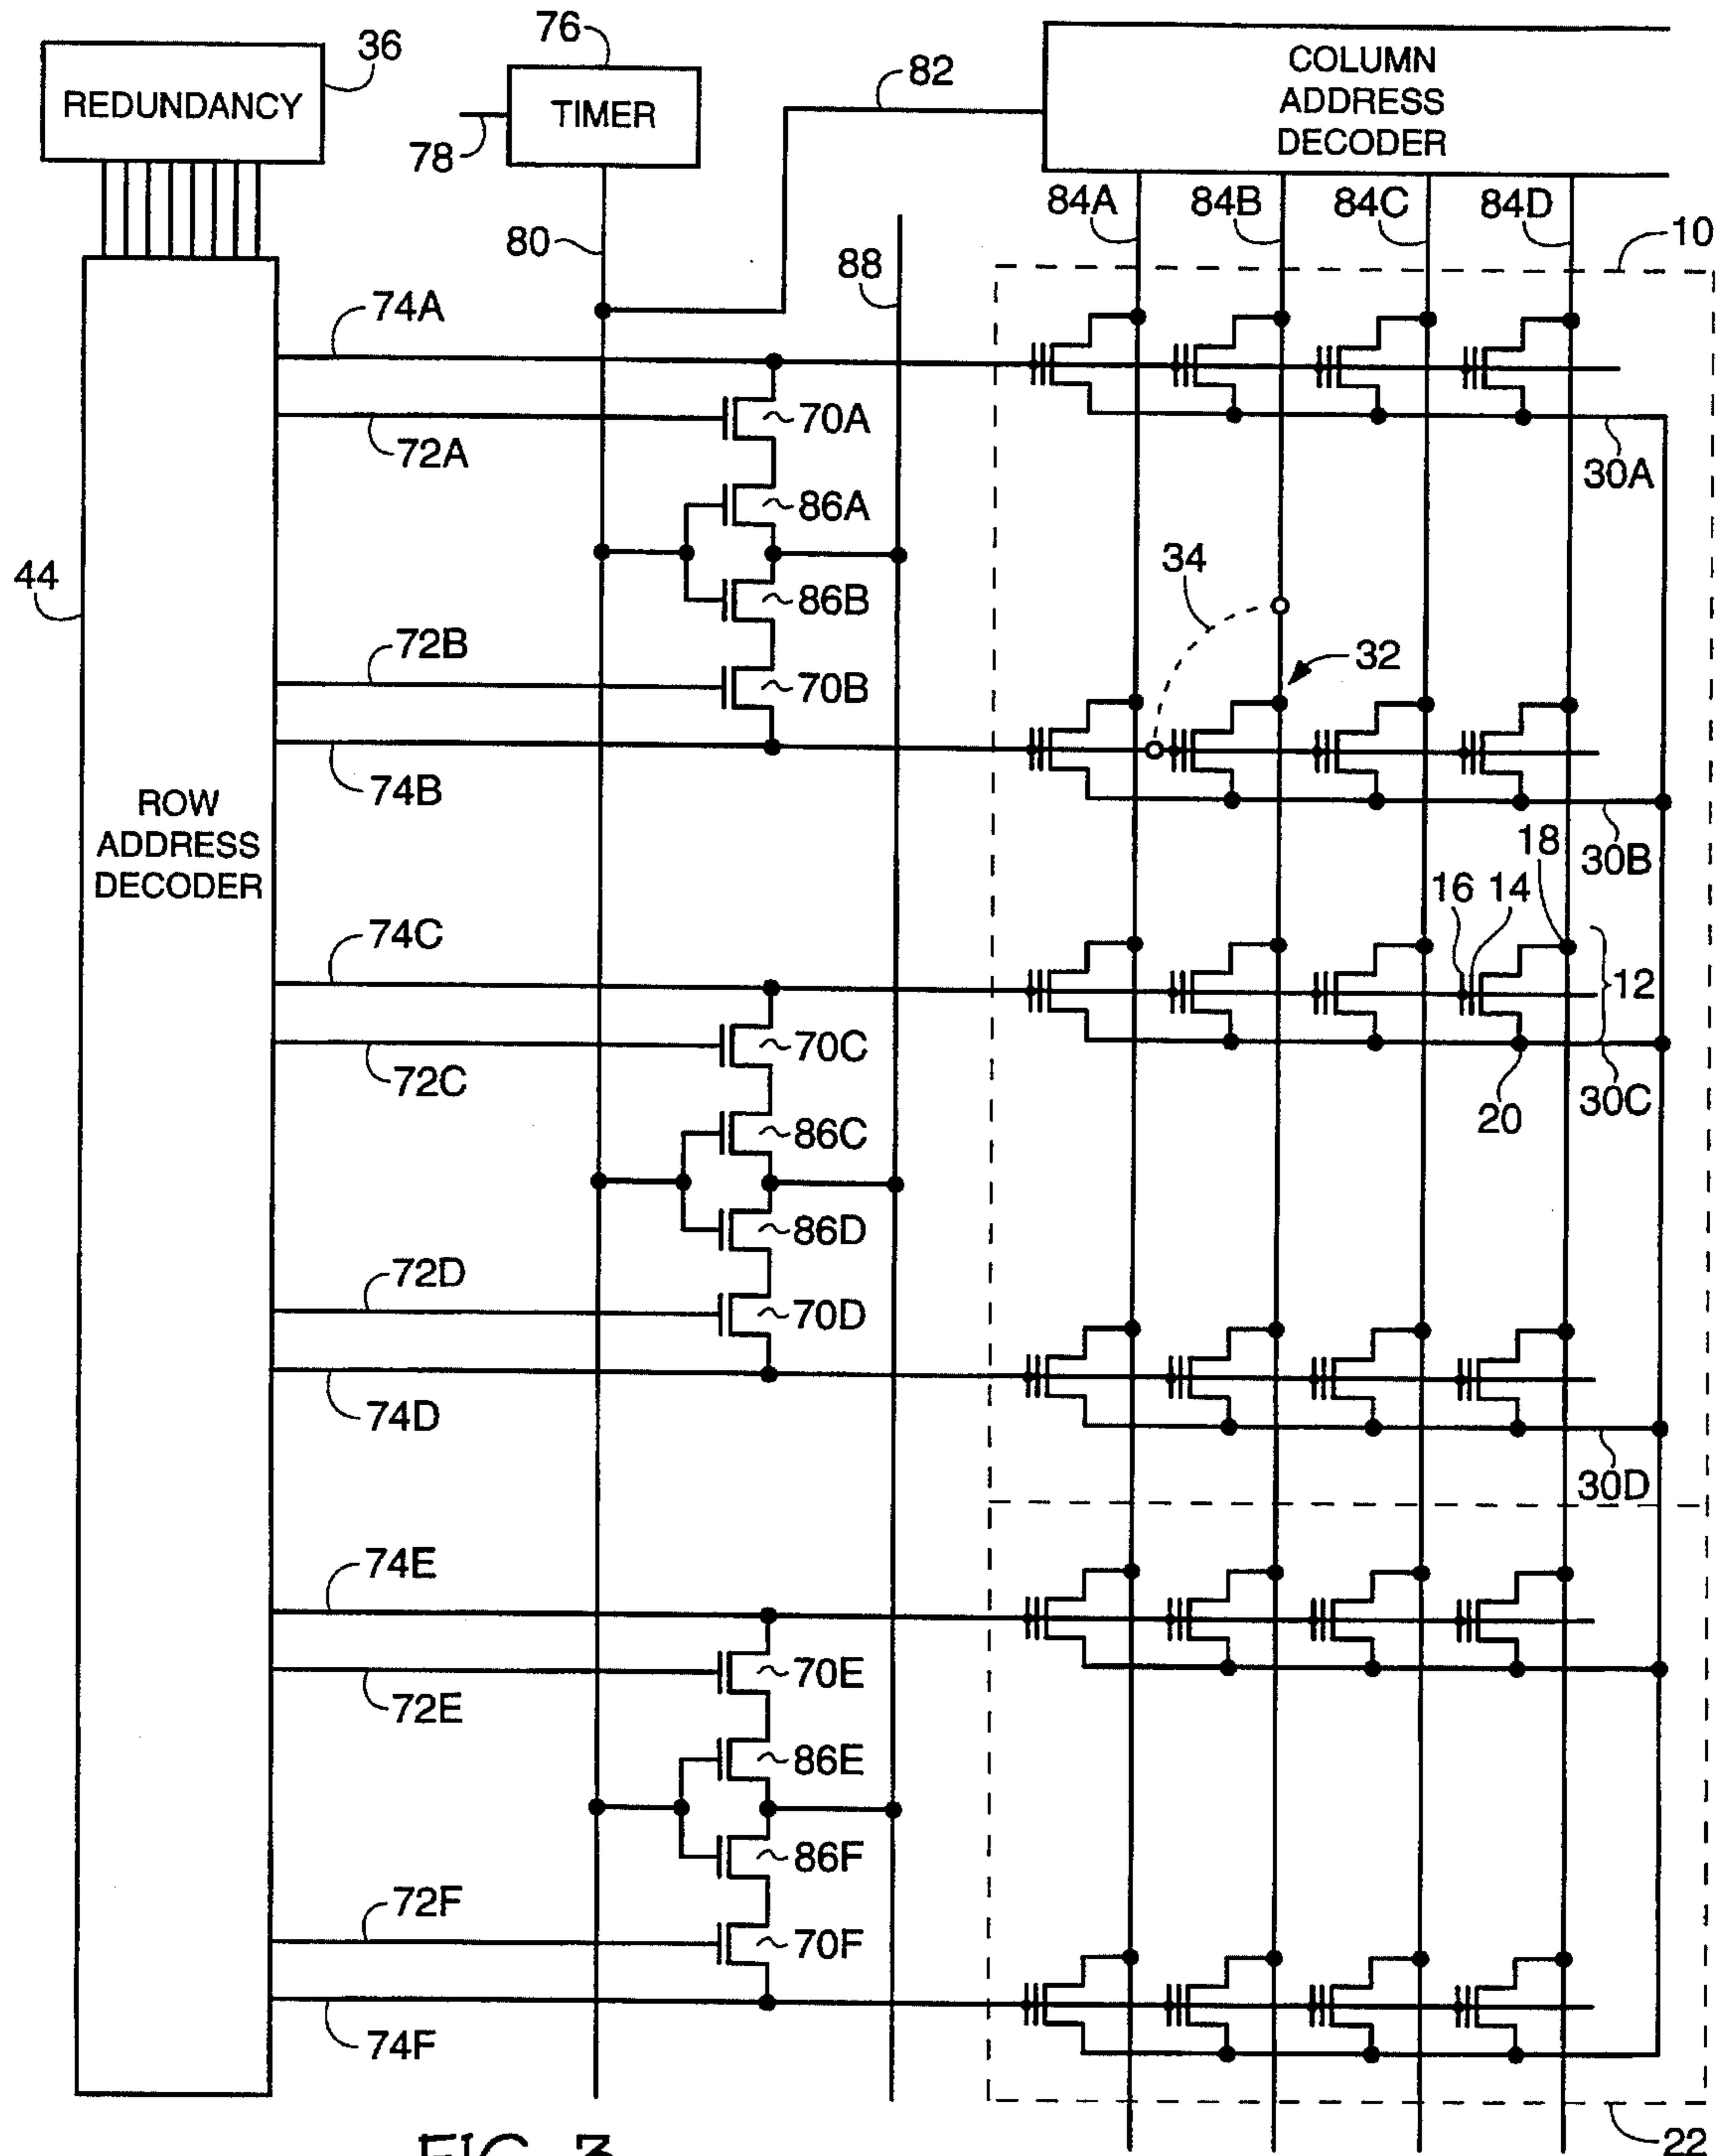 36
REDUNDANCY
76
TIMER
78
82
COLUMN
ADDRESS
DECODER
84A
84B
84C
84D
10
80
88
74A
72A
70A
86A
30A
44
34
86B
72B
70B
32
74B
ROW
ADDRESS
DECODER
30B
18
16
14
74C
12
70C
72C
20
30C
86C
86D
72D
70D
74D
30D
74E
70E
72E
86E
86F
72F
70F
74F
22
FIG. 3